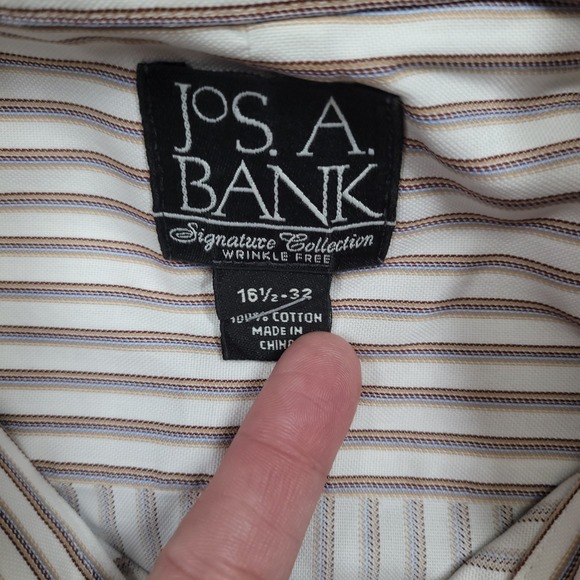 JOS. A.
BANK
Signature Collection
WRINKLE FREE
16½-32
100% COTTON
MADE IN
CHINA